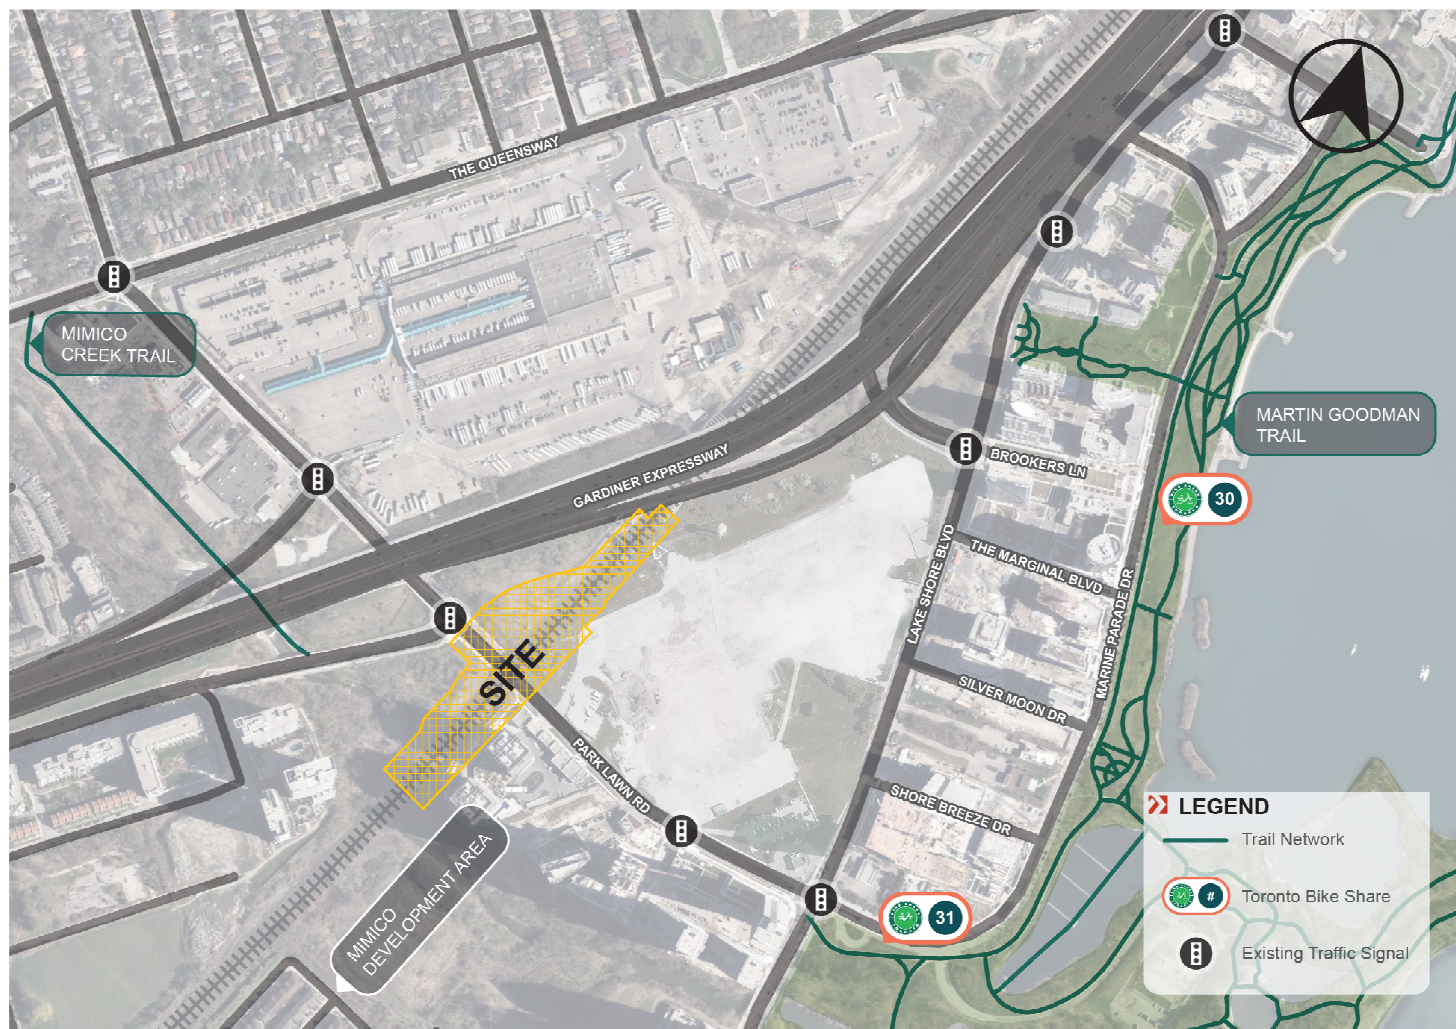 THE QUEENSWAY
MIMICO
CREEK TRAIL
MARTIN GOODMAN
TRAIL
GARDINER EXPRESSWAY
BROOKERS LN
30
LAKE SHORE BLVD
THE MARGINAL BLVD
MARINE PARADE DR
SITE
SILVER MOON DR
PARK LAWN RD
SHORE BREEZE DR
MIMICO
DEVELOPMENT AREA
31
LEGEND
Trail Network
# Toronto Bike Share
Existing Traffic Signal